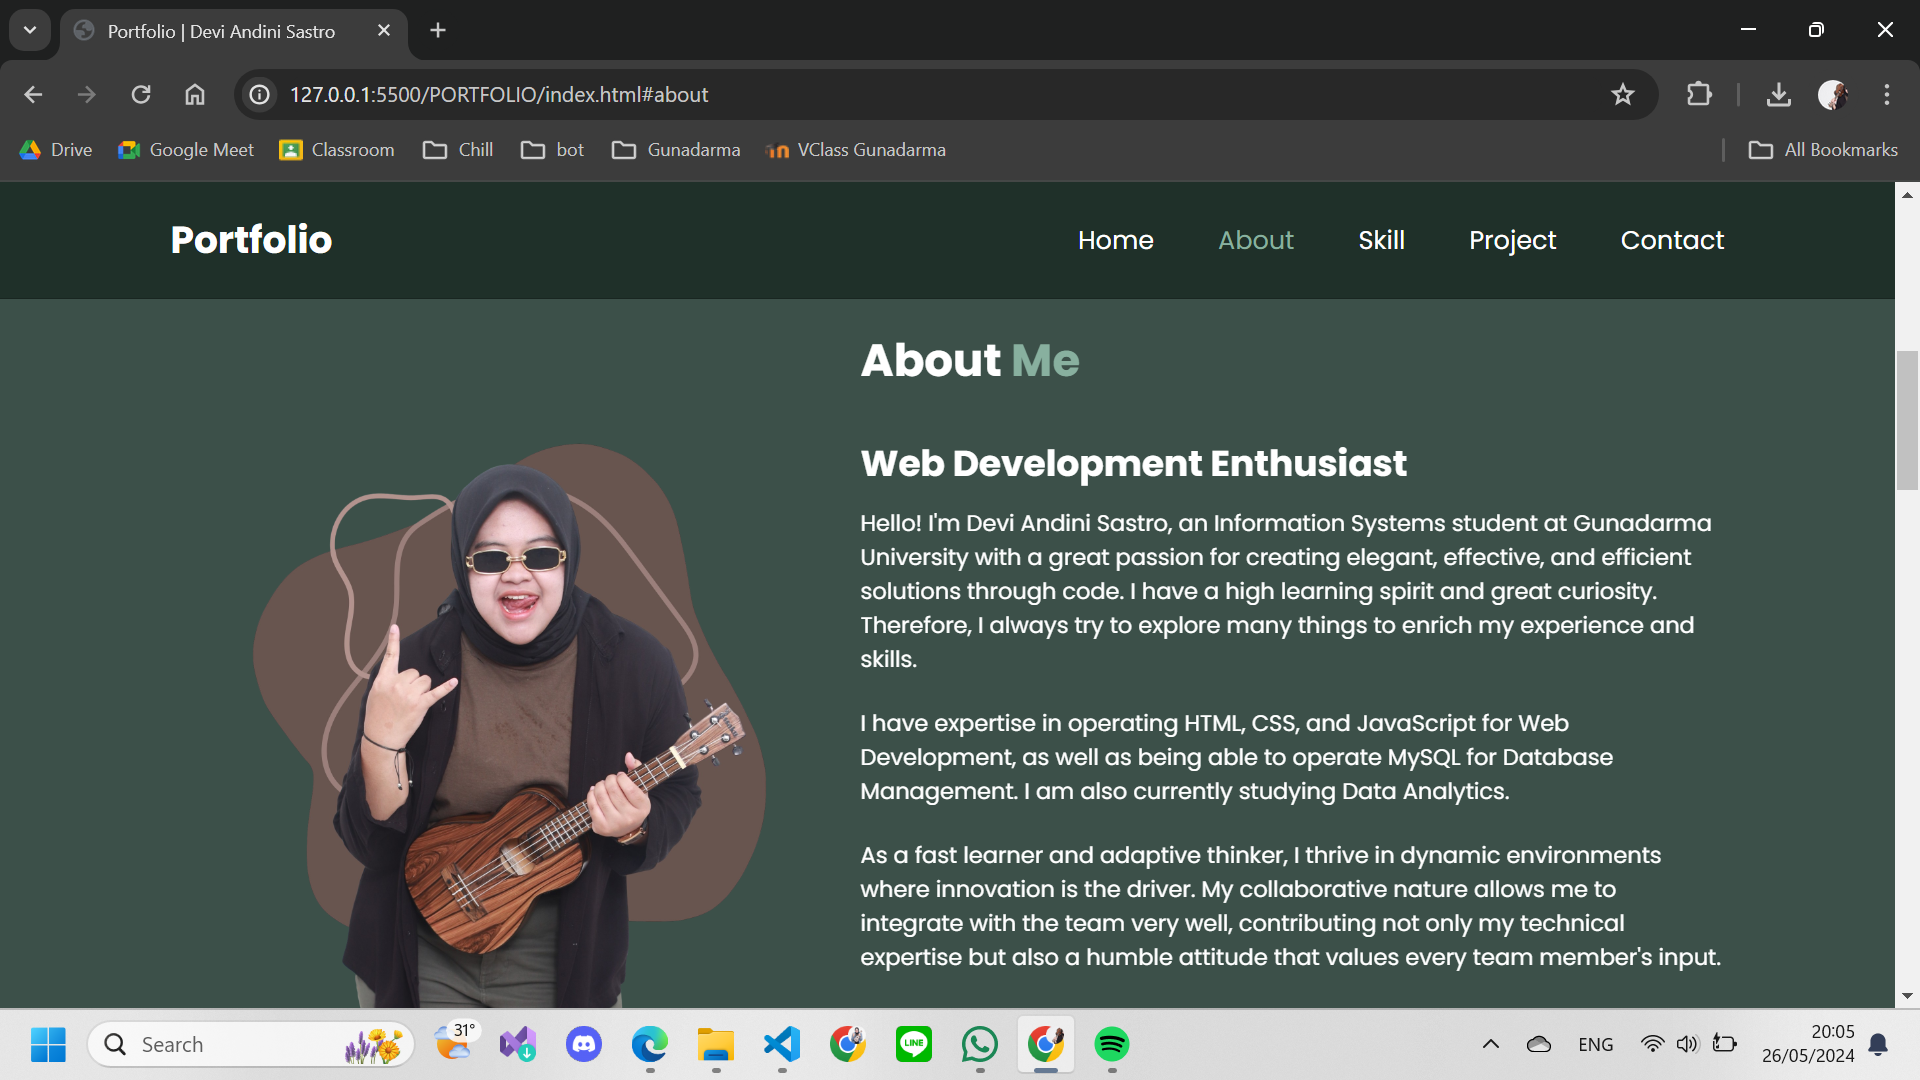 Portfolio | Devi Andini Sastro
127.0.0.1:5500/PORTFOLIO/index.html#about
Drive Google Meet Classroom Chill bot Gunadarma VClass Gunadarma All Bookmarks
Portfolio Home About Skill Project Contact
About Me
Web Development Enthusiast
Hello! I'm Devi Andini Sastro, an Information Systems student at Gunadarma
University with a great passion for creating elegant, effective, and efficient
solutions through code. I have a high learning spirit and great curiosity.
Therefore, I always try to explore many things to enrich my experience and
skills.
I have expertise in operating HTML, CSS, and JavaScript for Web
Development, as well as being able to operate MySQL for Database
Management. I am also currently studying Data Analytics.
As a fast learner and adaptive thinker, I thrive in dynamic environments
where innovation is the driver. My collaborative nature allows me to
integrate with the team very well, contributing not only my technical
expertise but also a humble attitude that values every team member's input.
Search 31° LINE ENG 20:05
26/05/2024